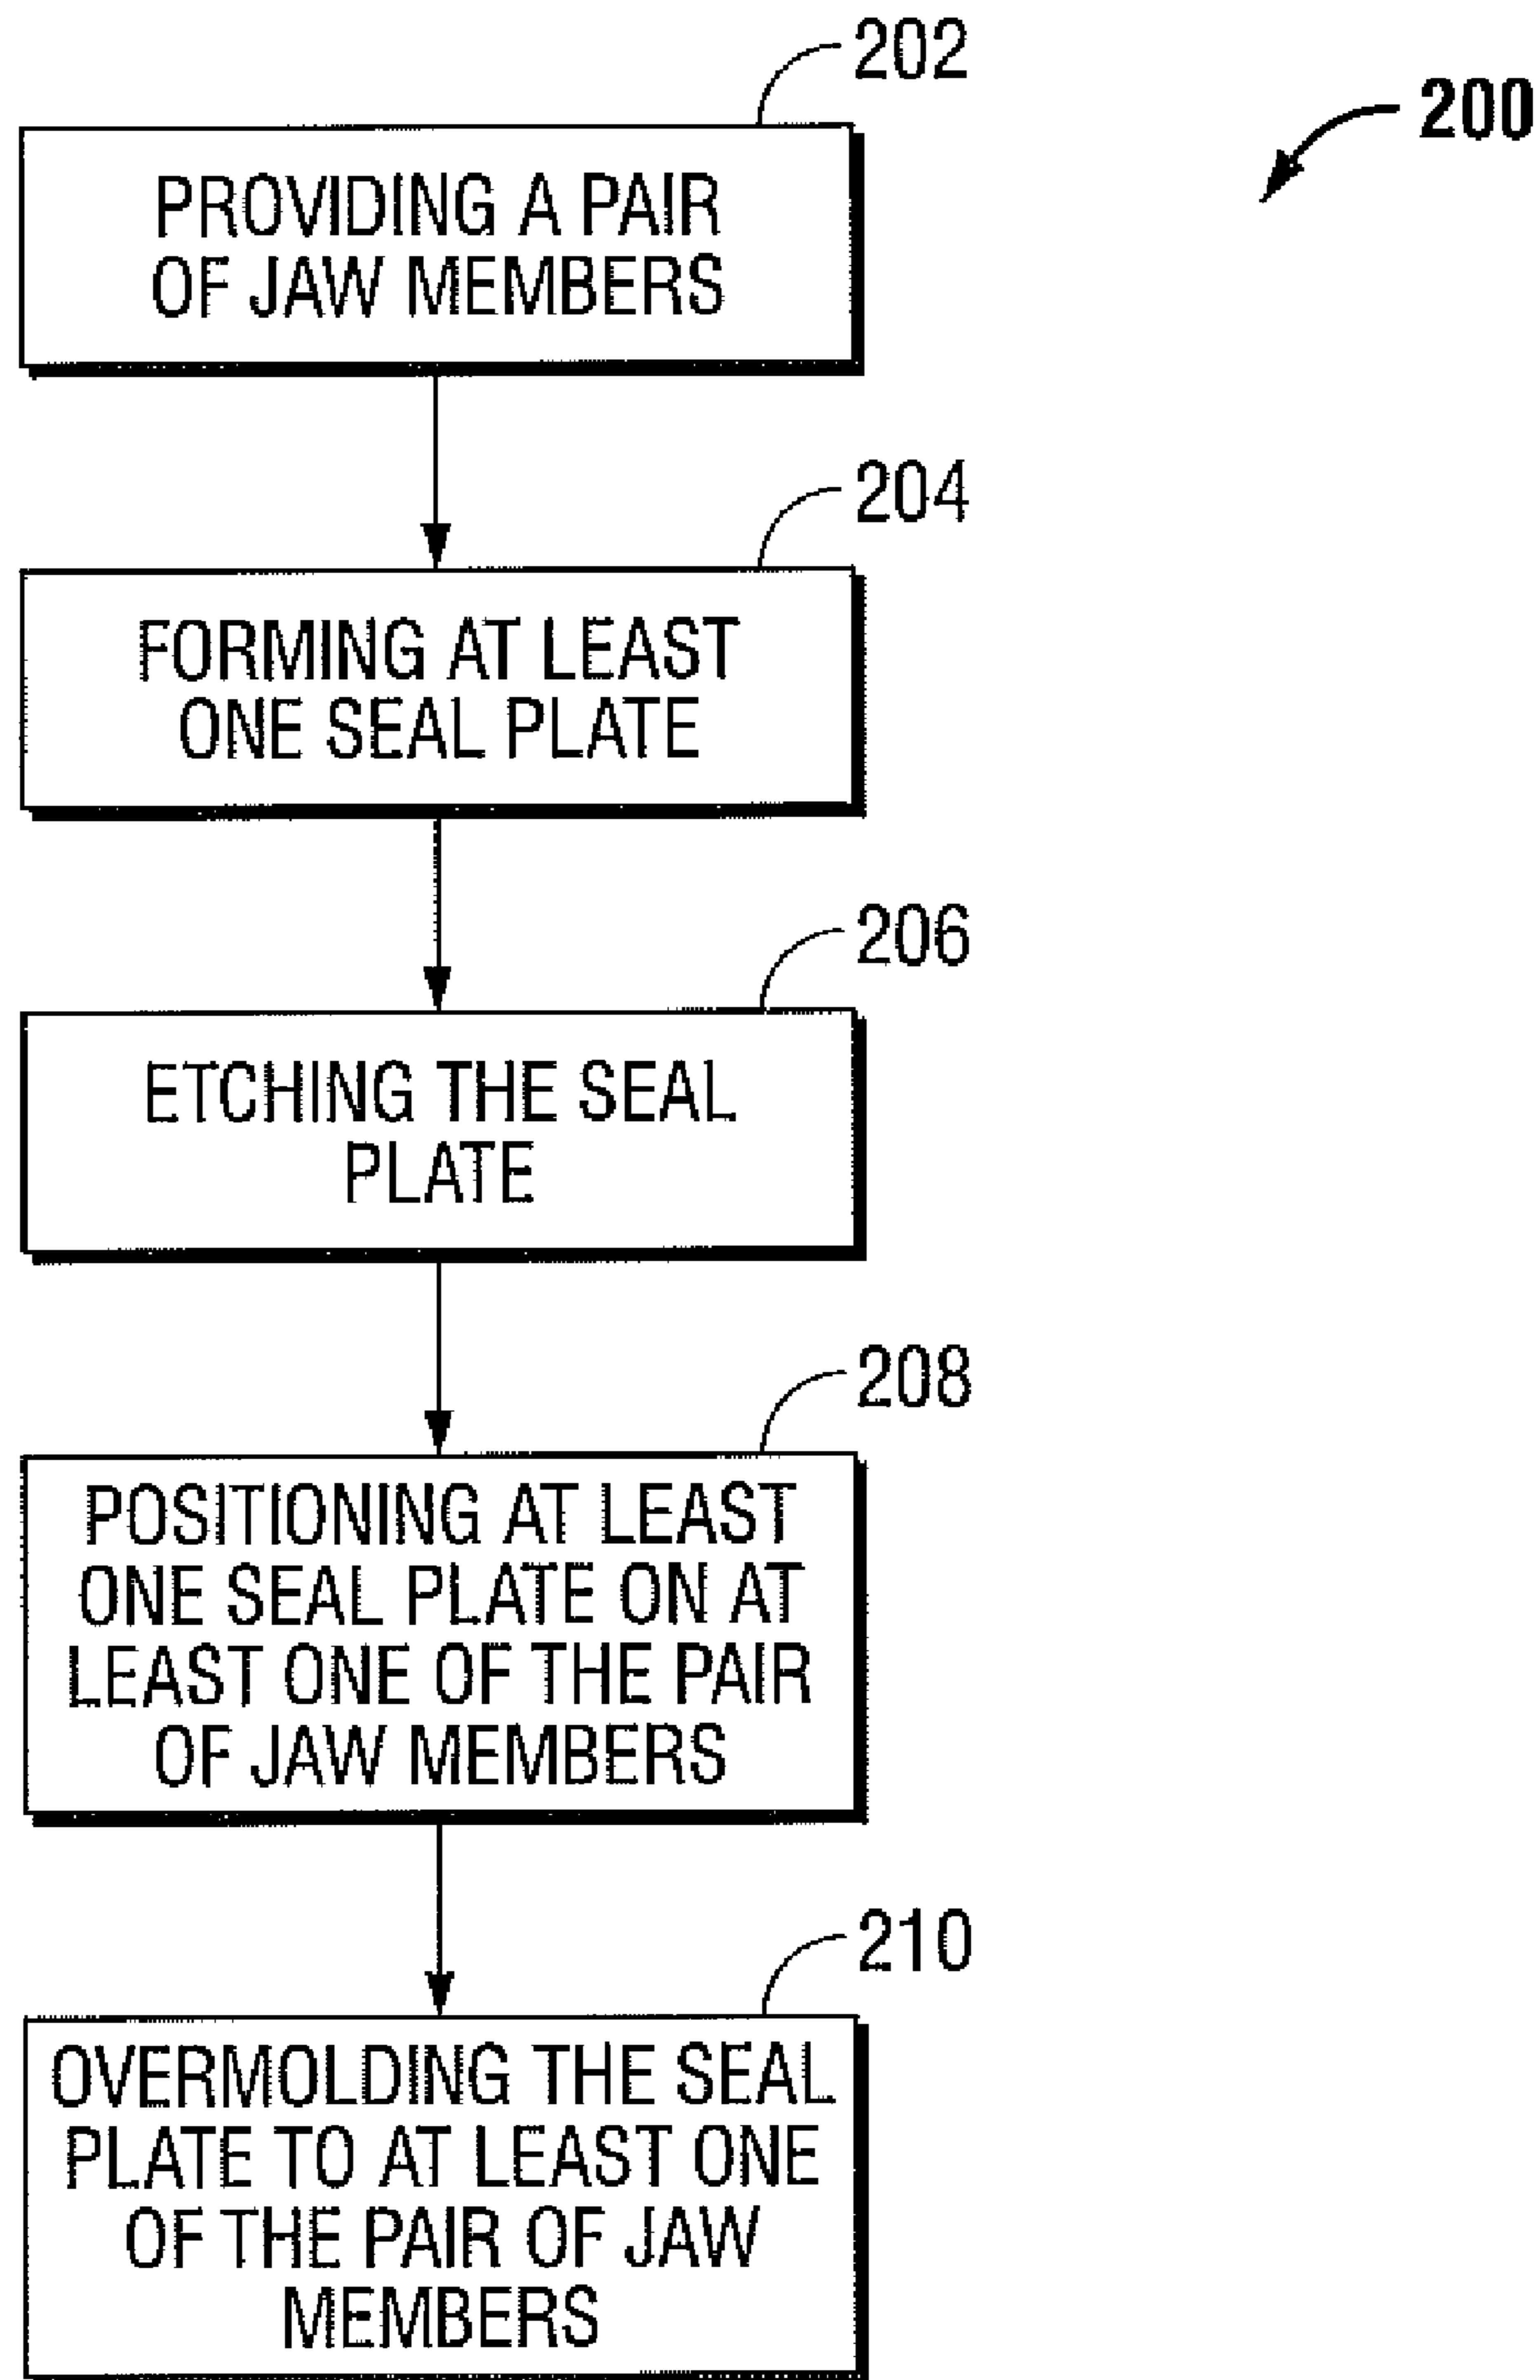 202
200
PROVIDING A PAIR
OF JAW MEMBERS
204
FORMING AT LEAST
ONE SEAL PLATE
206
ETCHING THE SEAL
PLATE
208
POSITIONING AT LEAST
ONE SEAL PLATE ON AT
LEAST ONE OF THE PAIR
OF JAW MEMBERS
210
OVERMOLDING THE SEAL
PLATE TO AT LEAST ONE
OF THE PAIR OF JAW
MEMBERS